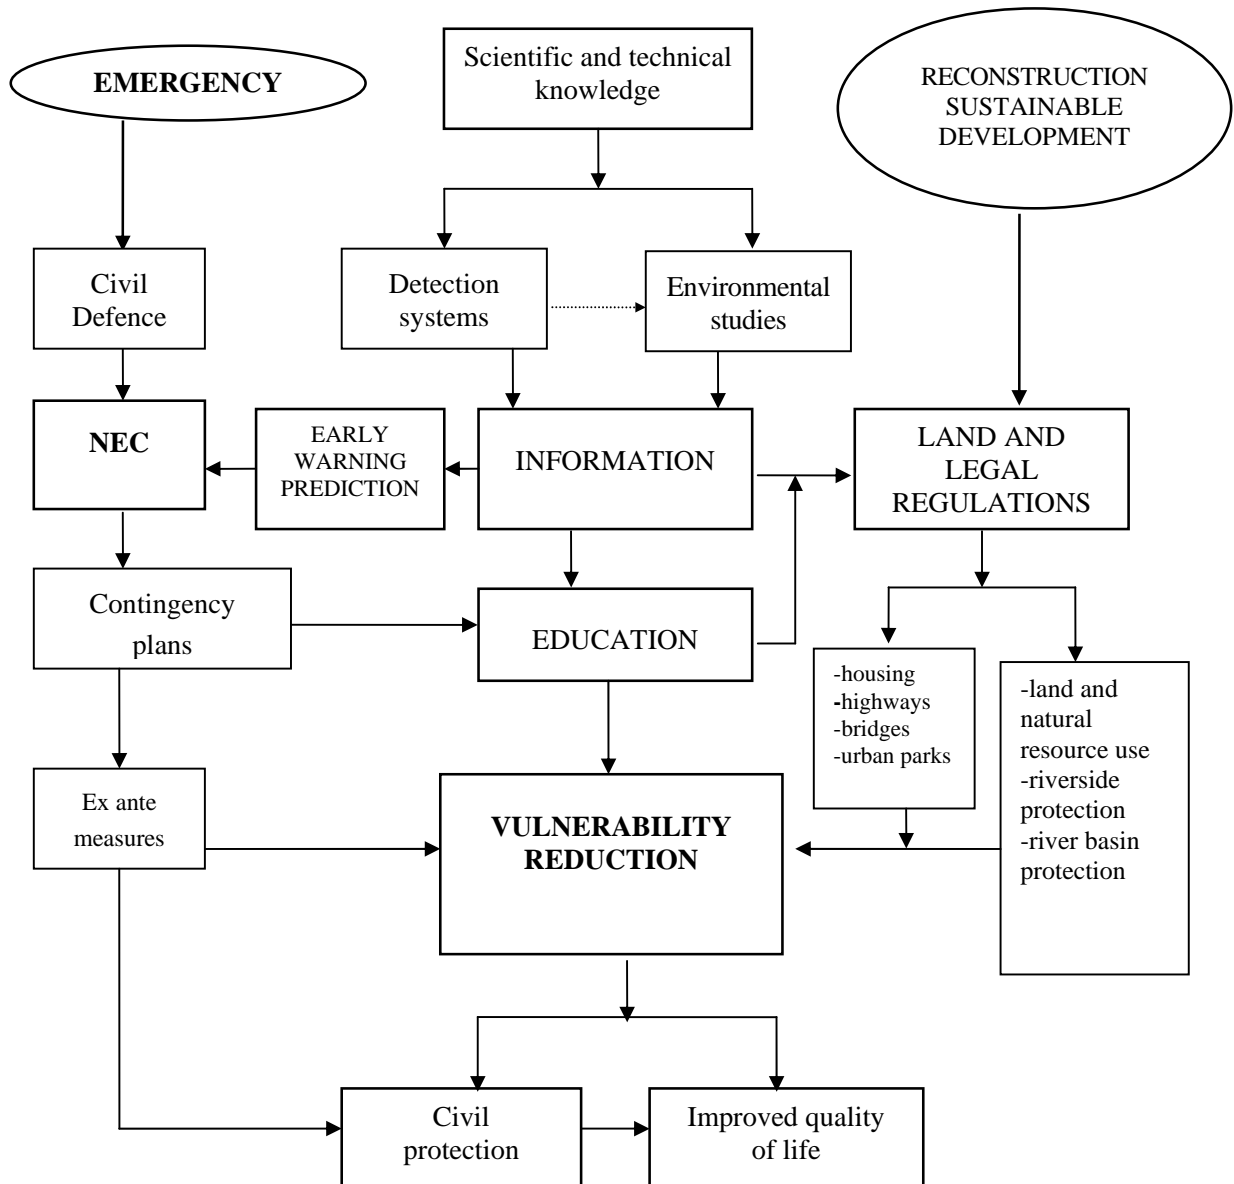 EMERGENCY
Scientific and technical
knowledge
RECONSTRUCTION
SUSTAINABLE
DEVELOPMENT
Civil
Defence
Detection
systems
Environmental
studies
NEC
EARLY
WARNING
PREDICTION
INFORMATION
LAND AND
LEGAL
REGULATIONS
Contingency
plans
EDUCATION
-housing
-highways
-bridges
-urban parks
-land and
natural
resource use
-riverside
protection
-river basin
protection
Ex ante
measures
VULNERABILITY
REDUCTION
Civil
protection
Improved quality
of life